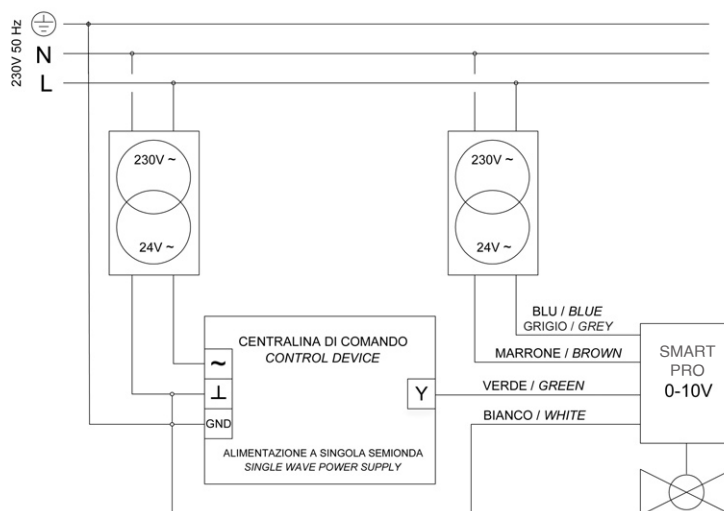 230V 50 Hz
N
L
230V ~
24V ~
230V ~
24V ~
BLU / BLUE
GRIGIO / GREY
MARRONE / BROWN
VERDE / GREEN
BIANCO / WHITE
SMART
PRO
0-10V
CENTRALINA DI COMANDO
CONTROL DEVICE
~
⊥
GND
Y
ALIMENTAZIONE A SINGOLA SEMIONDA
SINGLE WAVE POWER SUPPLY